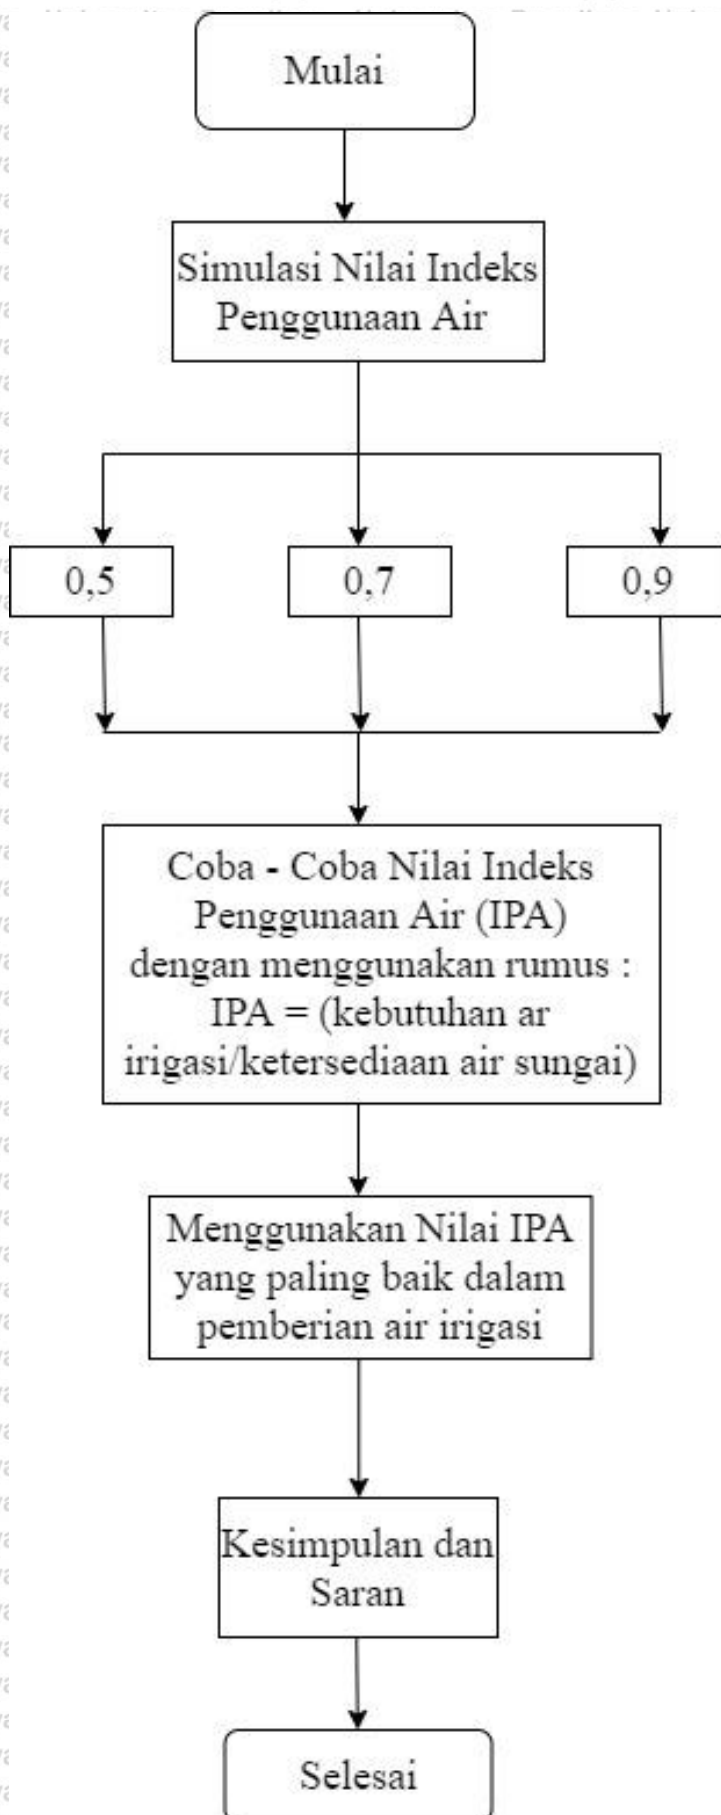 Mulai
Simulasi Nilai Indeks
Penggunaan Air
0,5
0,7
0,9
Coba - Coba Nilai Indeks
Penggunaan Air (IPA)
dengan menggunakan rumus :
IPA = (kebutuhan ar
irigasi/ketersediaan air sungai)
Menggunakan Nilai IPA
yang paling baik dalam
pemberian air irigasi
Kesimpulan dan
Saran
Selesai